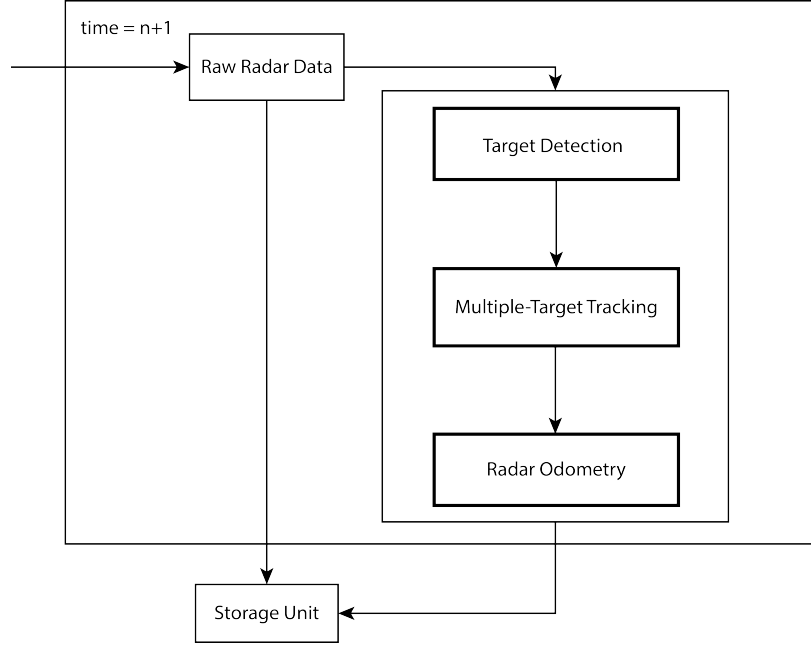 time = n+1
Raw Radar Data
Target Detection
Multiple-Target Tracking
Radar Odometry
Storage Unit